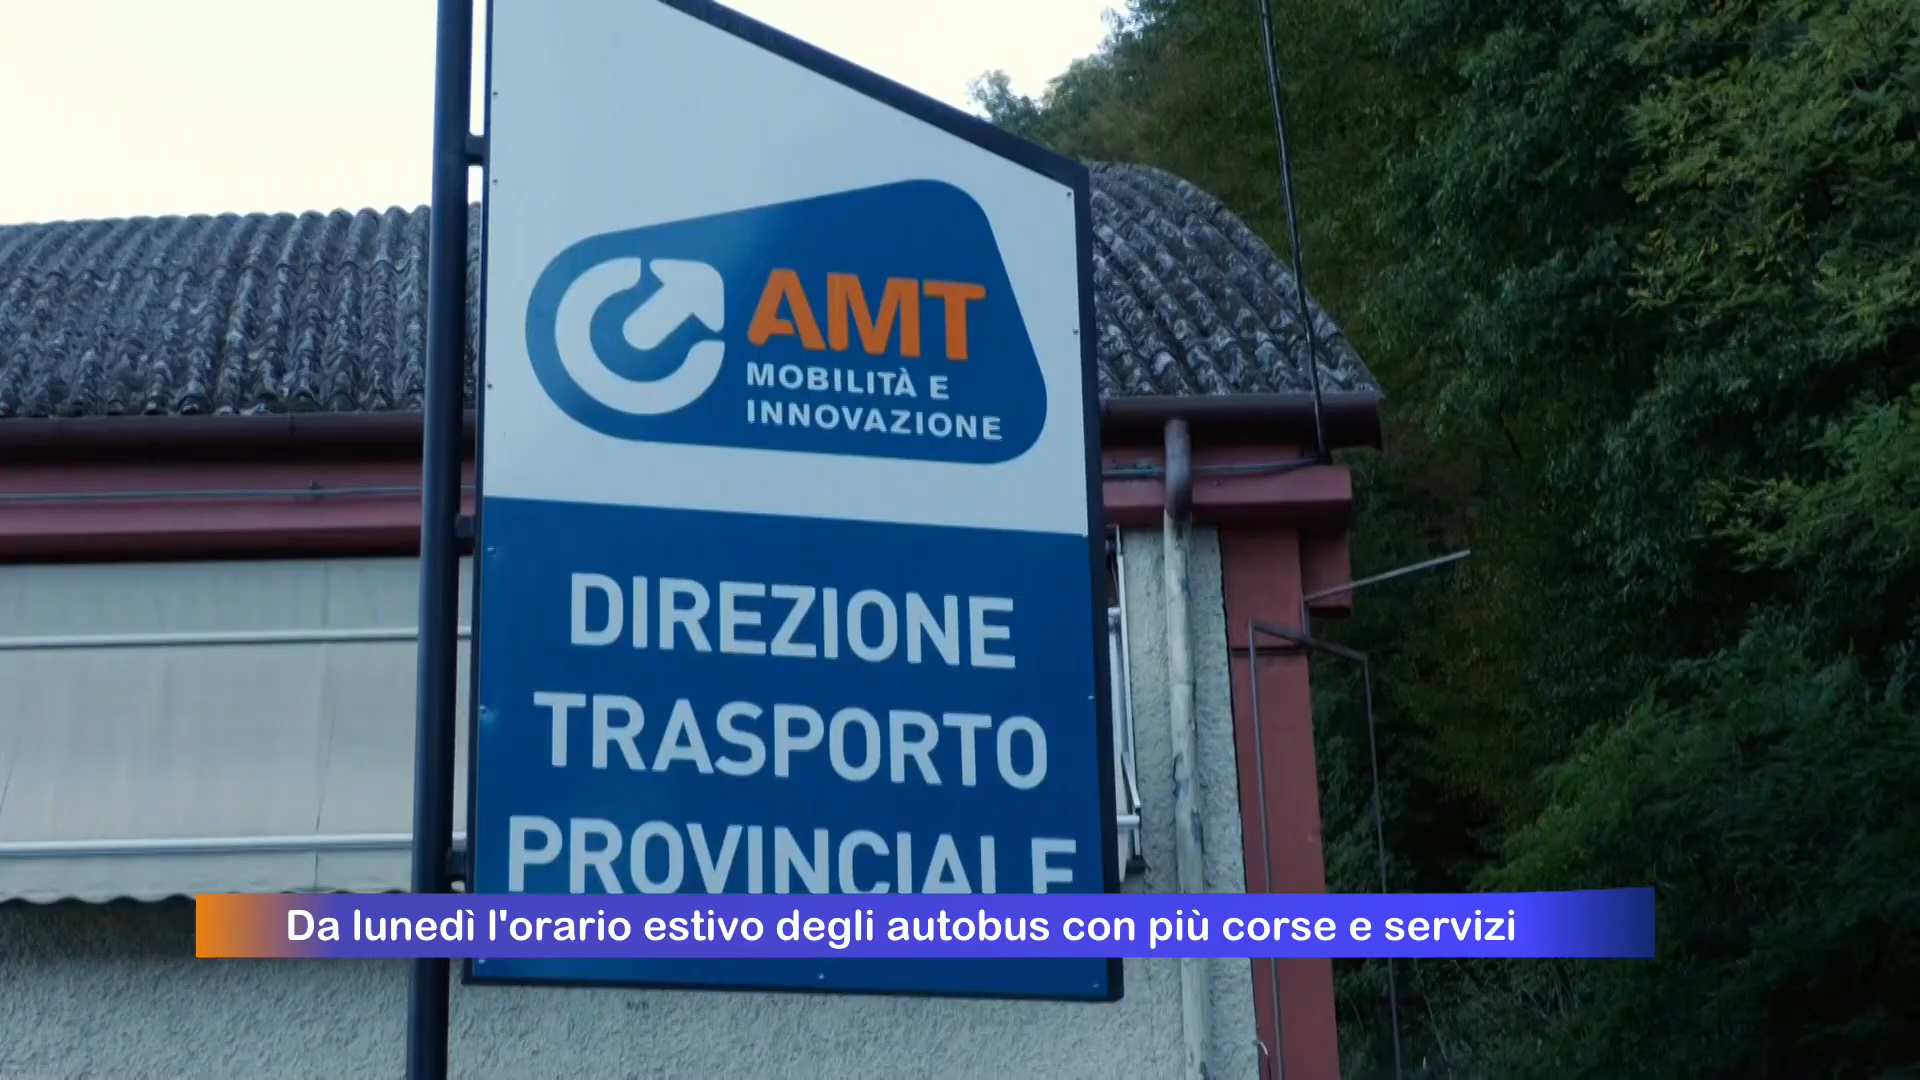 AMT
MOBILITÀ E
INNOVAZIONE
DIREZIONE
TRASPORTO
PROVINCIALE
Da lunedì l'orario estivo degli autobus con più corse e servizi